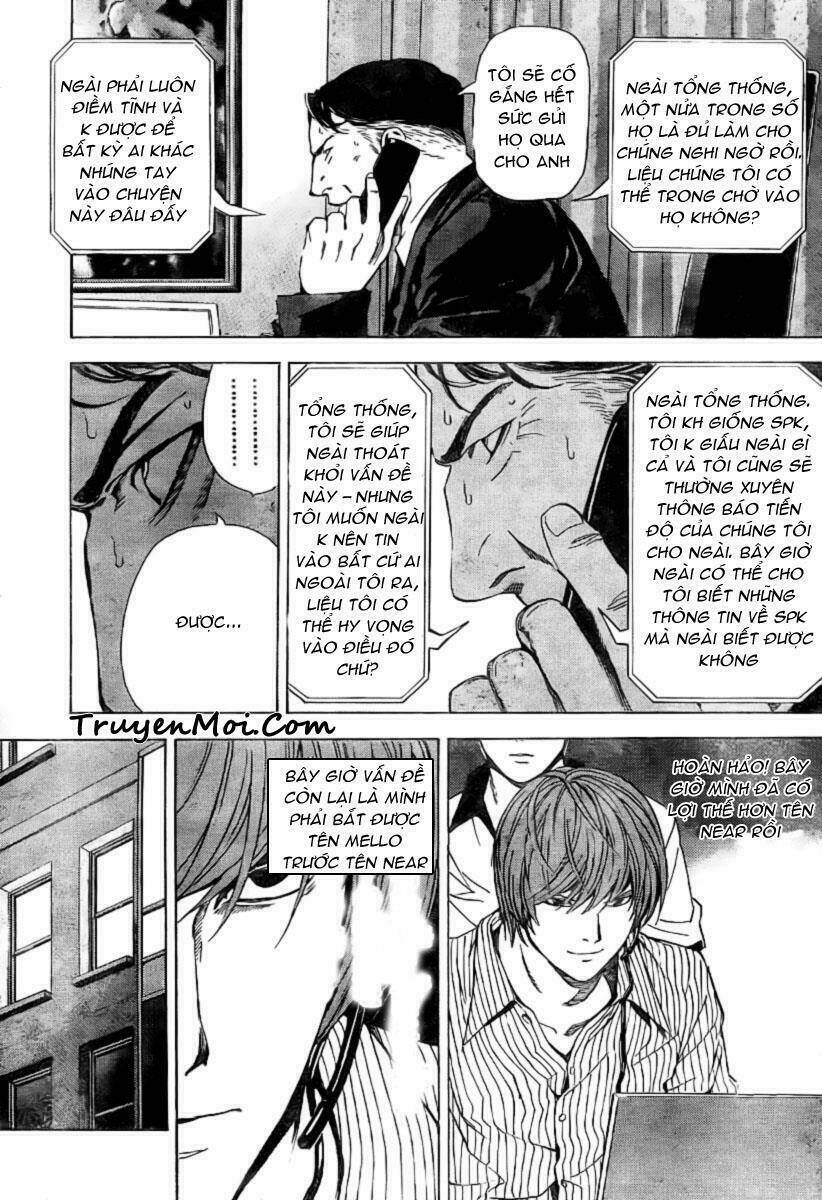 NGÀI TỔNG THỐNG,
MỘT NỬA TRONG SỐ
HỌ LÀ ĐỦ LÀM CHO
CHÚNG NGHI NGỜ RỒI.
LIỆU CHÚNG TÔI CÓ
THỂ TRONG CHỜ VÀO
HỌ KHÔNG?
TÔI SẼ CỐ
GẮNG HẾT
SỨC GỬI
HỌ QUA
CHO ANH
NGÀI PHẢI LUÔN
ĐIỀM TĨNH VÀ
K ĐƯỢC ĐỂ
BẤT KỲ AI KHÁC
NHÚNG TAY
VÀO CHUYỆN
NÀY ĐÂU ĐẤY
NGÀI TỔNG THỐNG.
TÔI KH GIỐNG SPK,
TÔI K GIẤU NGÀI GÌ
CẢ VÀ TÔI CŨNG SẼ
THƯỜNG XUYÊN
THÔNG BÁO TIẾN
ĐỘ CỦA CHÚNG TÔI
CHO NGÀI. BÂY GIỜ
NGÀI CÓ THỂ CHO
TÔI BIẾT NHỮNG
THÔNG TIN VỀ SPK
MÀ NGÀI BIẾT ĐƯỢC
KHÔNG
TỔNG THỐNG,
TÔI SẼ GIÚP
NGÀI THOÁT
KHỎI VẤN ĐỀ
NÀY – NHƯNG
TÔI MUỐN NGÀI
K NÊN TIN
VÀO BẤT CỨ AI
NGOÀI TÔI RA,
LIỆU TÔI CÓ
THỂ HY VỌNG
VÀO ĐIỀU ĐÓ
CHỨ?
ĐƯỢC...
TruyenMoi.Com
HOÀN HẢO! BÂY
GIỜ MÌNH ĐÃ CÓ
LỢI THẾ HƠN TÊN
NEAR RỒI
BÂY GIỜ VẤN ĐỀ
CÒN LẠI LÀ MÌNH
PHẢI BẮT ĐƯỢC
TÊN MELLO
TRƯỚC TÊN NEAR